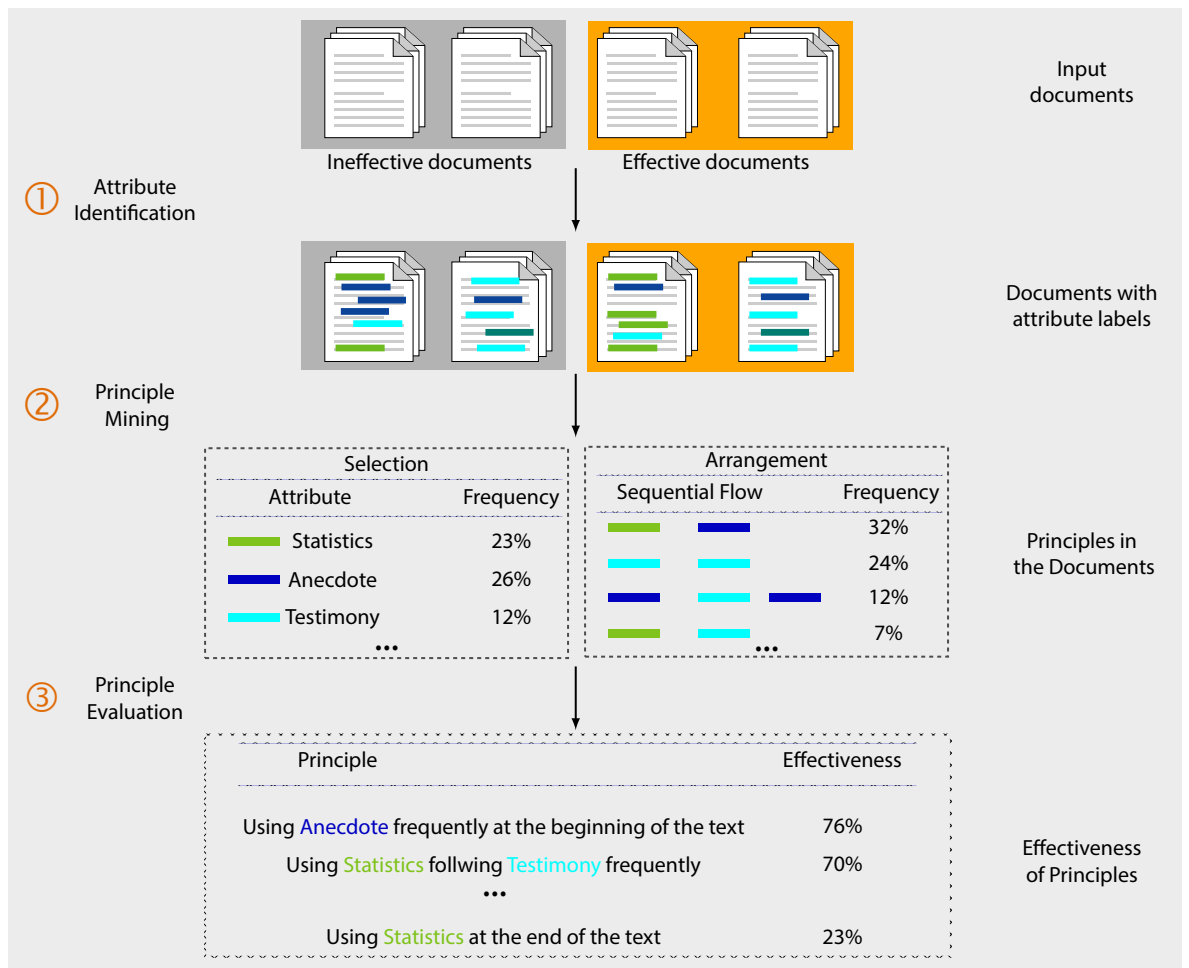 Input
documents
Ineffective documents
Effective documents
① Attribute
Identification
Documents with
attribute labels
② Principle
Mining
Selection
Attribute Frequency
Statistics 23%
Anecdote 26%
Testimony 12%
...
Arrangement
Sequential Flow Frequency
32%
24%
12%
7%
...
Principles in
the Documents
③ Principle
Evaluation
Principle Effectiveness
Using Anecdote frequently at the beginning of the text 76%
Using Statistics follwing Testimony frequently 70%
...
Using Statistics at the end of the text 23%
Effectiveness
of Principles